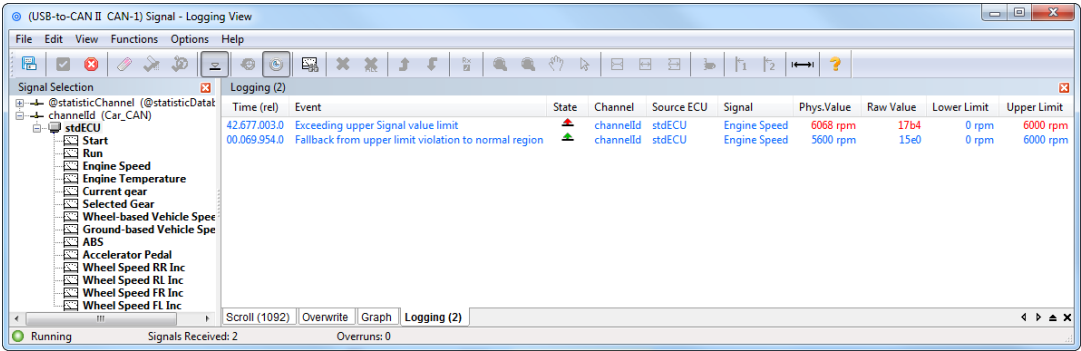 (USB-to-CAN II CAN-1) Signal - Logging View
File Edit View Functions Options Help
Signal Selection
@statisticChannel (@statisticDatab
channelId (Car_CAN)
stdECU
Start
Run
Engine Speed
Engine Temperature
Current gear
Selected Gear
Wheel-based Vehicle Spee
Ground-based Vehicle Spe
ABS
Accelerator Pedal
Wheel Speed RR Inc
Wheel Speed RL Inc
Wheel Speed FR Inc
Wheel Speed FL Inc
Logging (2)
Time (rel) Event State Channel Source ECU Signal Phys.Value Raw Value Lower Limit Upper Limit
42.677.003.0 Exceeding upper Signal value limit channelId stdECU Engine Speed 6068 rpm 17b4 0 rpm 6000 rpm
00.069.954.0 Fallback from upper limit violation to normal region channelId stdECU Engine Speed 5600 rpm 15e0 0 rpm 6000 rpm
Scroll (1092) Overwrite Graph Logging (2)
Running Signals Received: 2 Overruns: 0